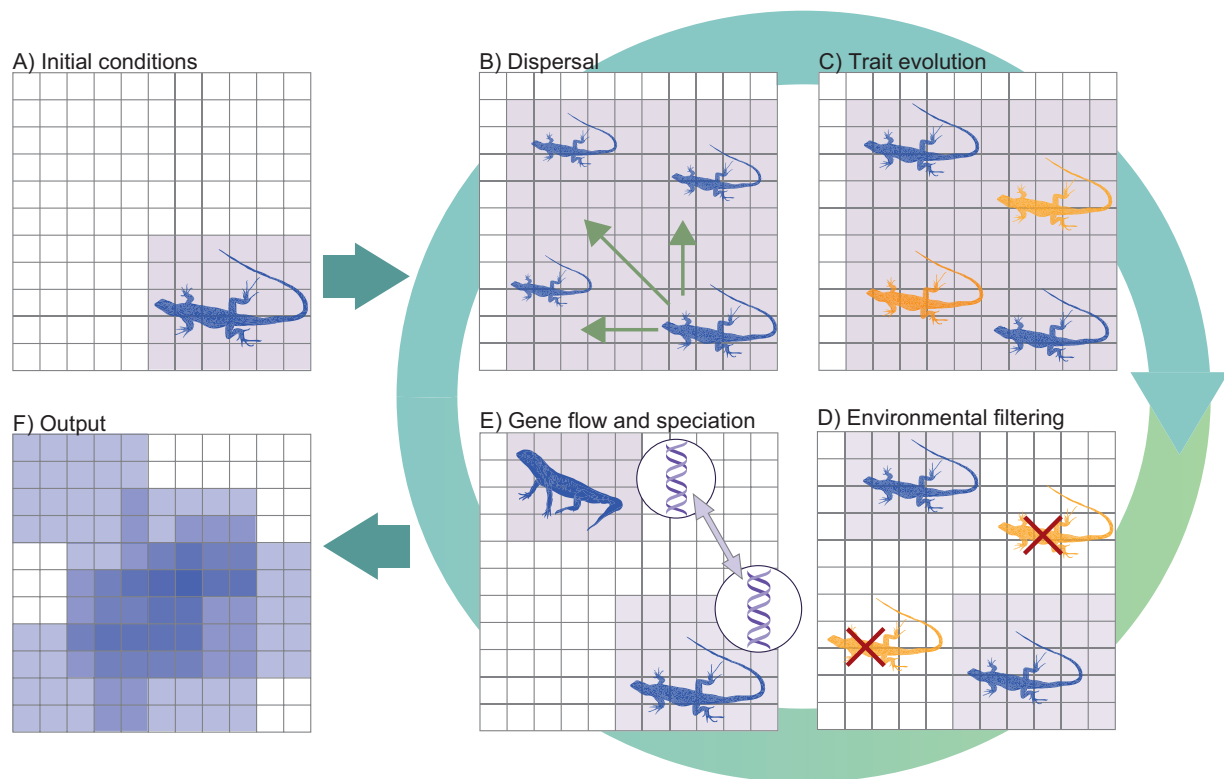 A) Initial conditions
B) Dispersal
C) Trait evolution
F) Output
E) Gene flow and speciation
D) Environmental filtering